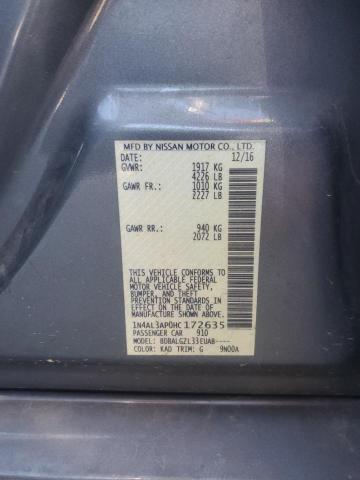 MFD BY NISSAN MOTOR CO., LTD.
DATE: 12/16
GVWR: 1917 KG
4226 LB
GAWR FR.: 1010 KG
2227 LB
GAWR RR.: 940 KG
2072 LB
THIS VEHICLE CONFORMS TO
ALL APPLICABLE FEDERAL
MOTOR VEHICLE SAFETY,
BUMPER, AND THEFT
PREVENTION STANDARDS IN
EFFECT ON THE DATE OF
MANUFACTURE SHOWN ABOVE.
1N4AL3AP0HC172635
PASSENGER CAR 910
MODEL: BDBALGZL33EUAB----
COLOR: KAD TRIM: G 9N00A